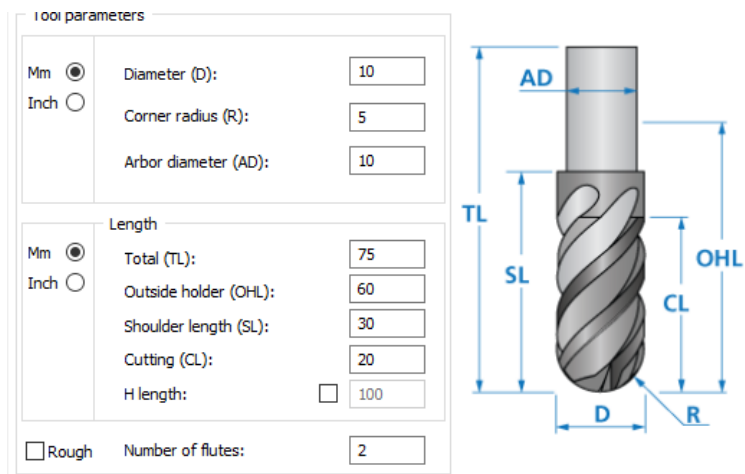 Tool parameters
Mm
Inch
Diameter (D): 10
Corner radius (R): 5
Arbor diameter (AD): 10
Length
Mm
Inch
Total (TL): 75
Outside holder (OHL): 60
Shoulder length (SL): 30
Cutting (CL): 20
H length: 100
Rough
Number of flutes: 2
AD
TL
OHL
SL
CL
D
R